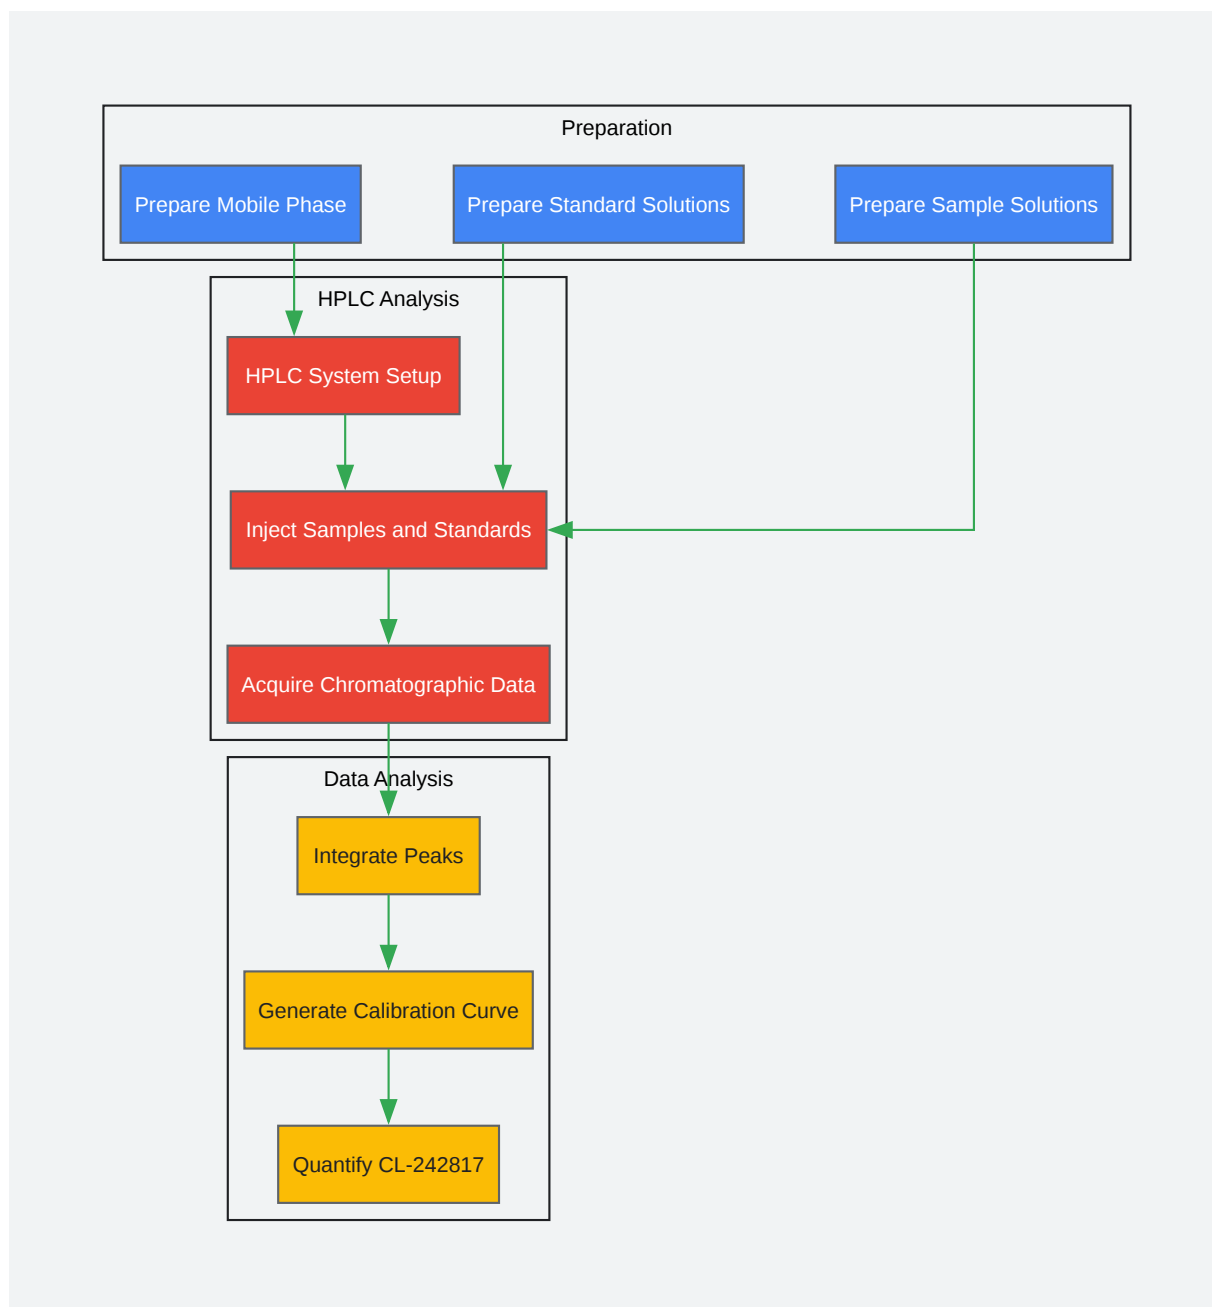 Preparation
Prepare Mobile Phase
Prepare Standard Solutions
Prepare Sample Solutions
HPLC Analysis
HPLC System Setup
Inject Samples and Standards
Acquire Chromatographic Data
Data Analysis
Integrate Peaks
Generate Calibration Curve
Quantify CL-242817